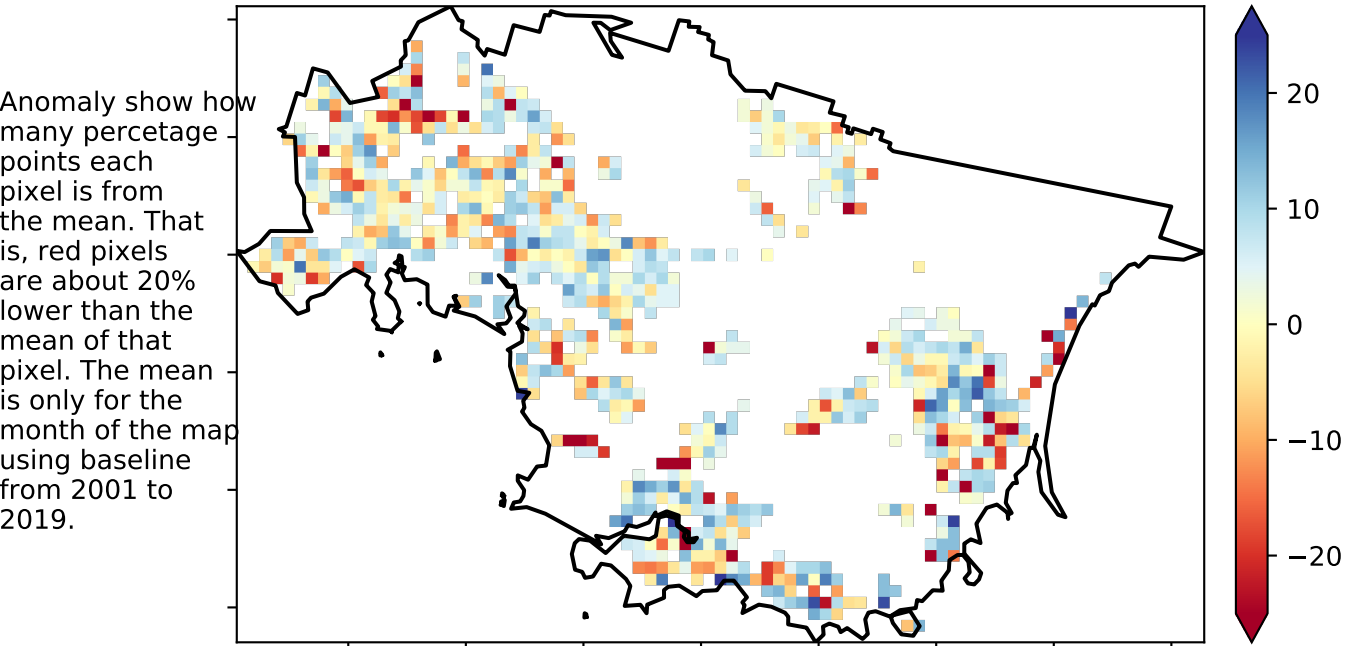 Anomaly show how
many percetage
points each
pixel is from
the mean. That
is, red pixels
are about 20%
lower than the
mean of that
pixel. The mean
is only for the
month of the map
using baseline
from 2001 to
2019.
20
10
0
−10
−20